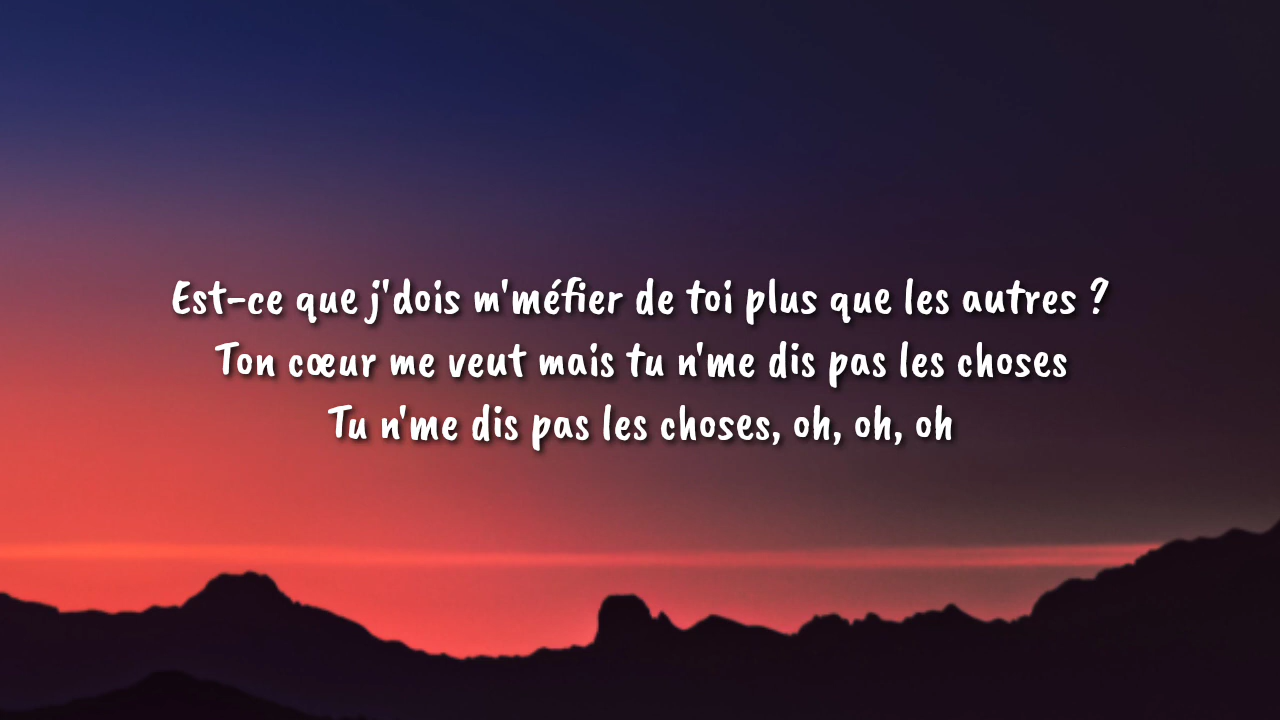 Est-ce que j'dois m'méfier de toi plus que les autres ?
Ton cœur me veut mais tu n'me dis pas les choses
Tu n'me dis pas les choses, oh, oh, oh